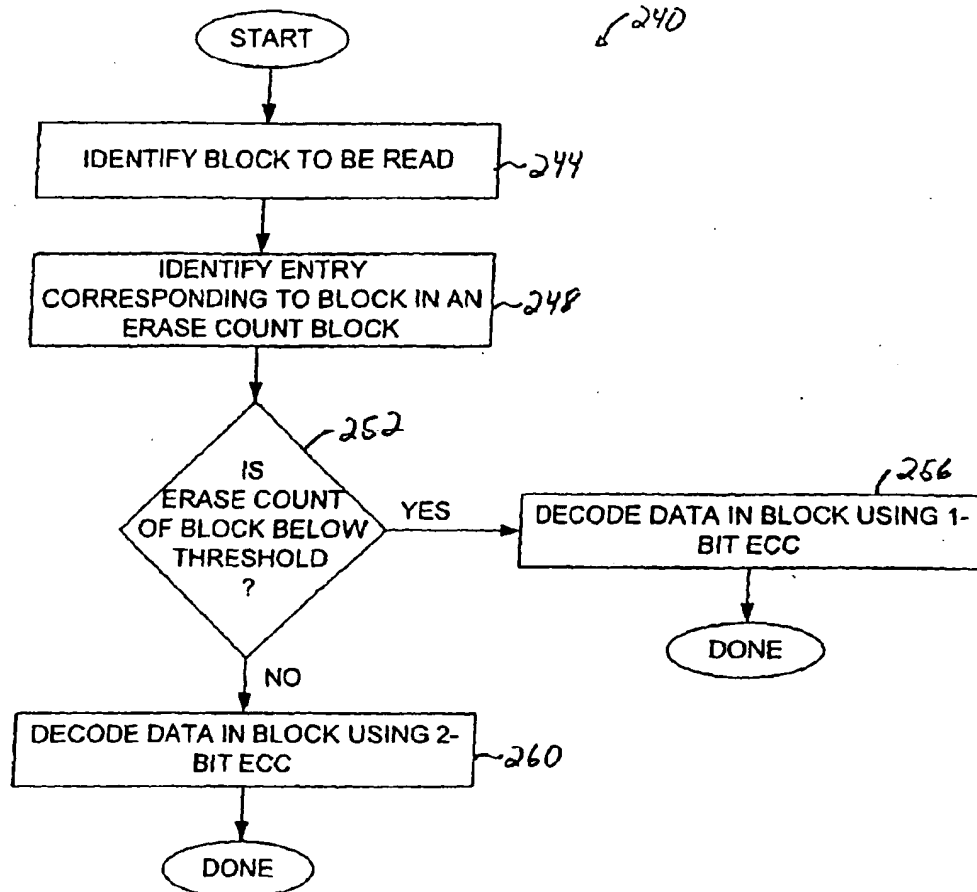 START
240
IDENTIFY BLOCK TO BE READ
244
IDENTIFY ENTRY
CORRESPONDING TO BLOCK IN AN
ERASE COUNT BLOCK
248
252
IS
ERASE COUNT
OF BLOCK BELOW
THRESHOLD
?
YES
256
DECODE DATA IN BLOCK USING 1-
BIT ECC
DONE
NO
DECODE DATA IN BLOCK USING 2-
BIT ECC
260
DONE